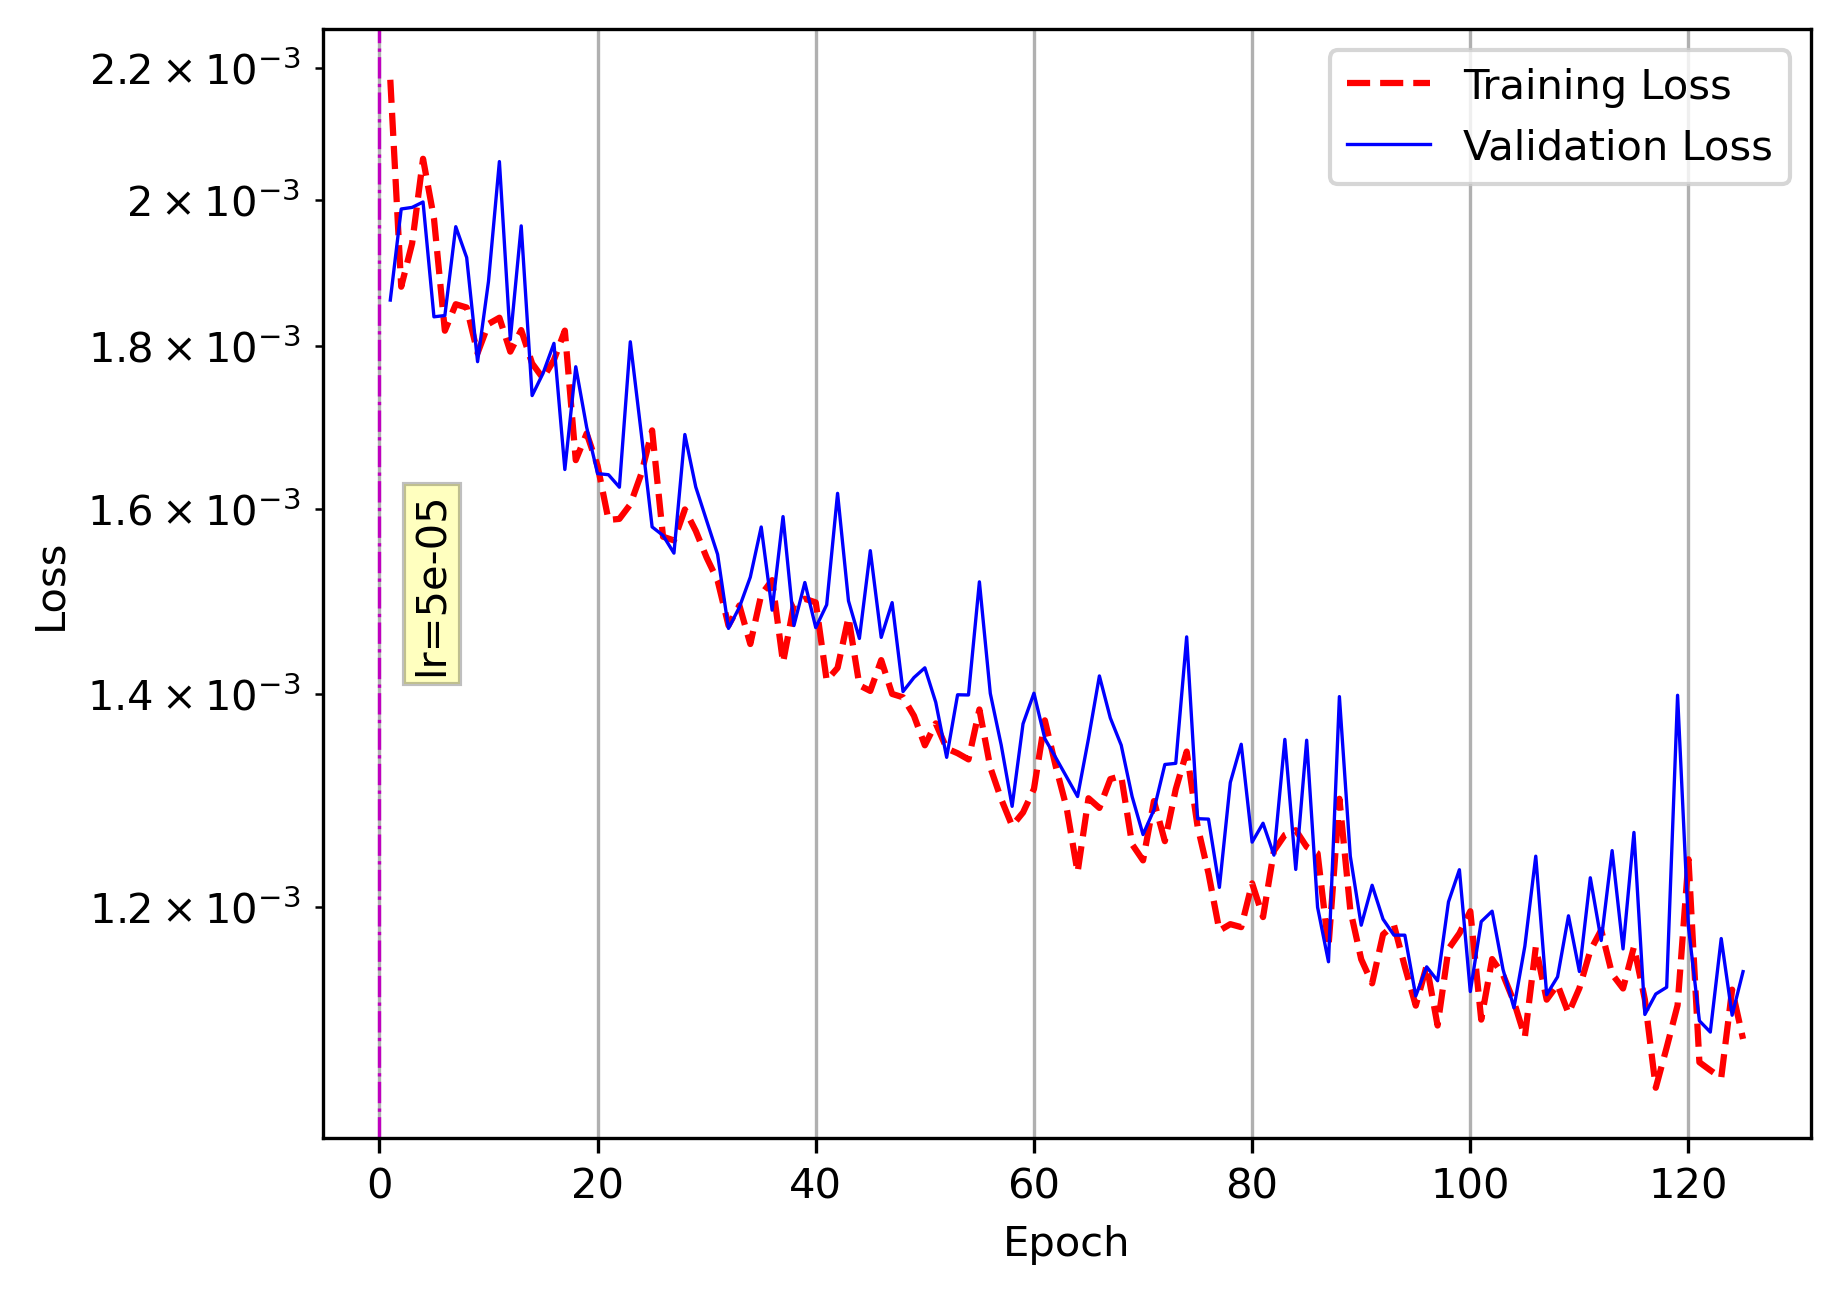 2.2 × 10⁻³
2 × 10⁻³
1.8 × 10⁻³
1.6 × 10⁻³
1.4 × 10⁻³
1.2 × 10⁻³
Loss
lr=5e-05
Training Loss
Validation Loss
0 20 40 60 80 100 120
Epoch